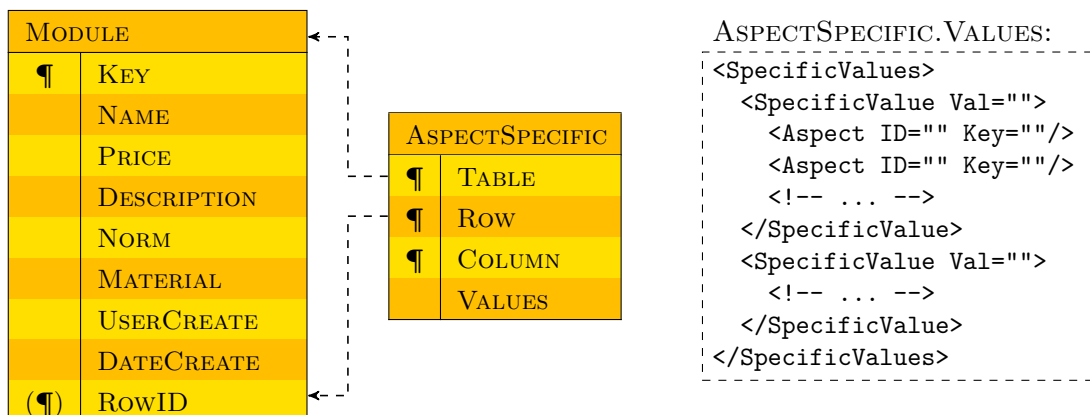 MODULE
¶ KEY
NAME
PRICE
DESCRIPTION
NORM
MATERIAL
USERCREATE
DATECREATE
(¶) ROWID
ASPECTSPECIFIC
¶ TABLE
¶ ROW
¶ COLUMN
VALUES
ASPECTSPECIFIC.VALUES:
<SpecificValues>
  <SpecificValue Val="">
    <Aspect ID="" Key=""/>
    <Aspect ID="" Key=""/>
    <!-- ... -->
  </SpecificValue>
  <SpecificValue Val="">
    <!-- ... -->
  </SpecificValue>
</SpecificValues>